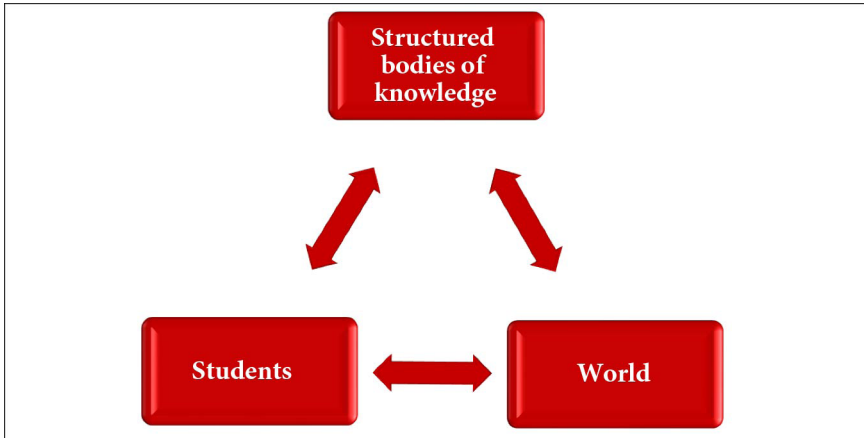 Structured
bodies of
knowledge
Students
World